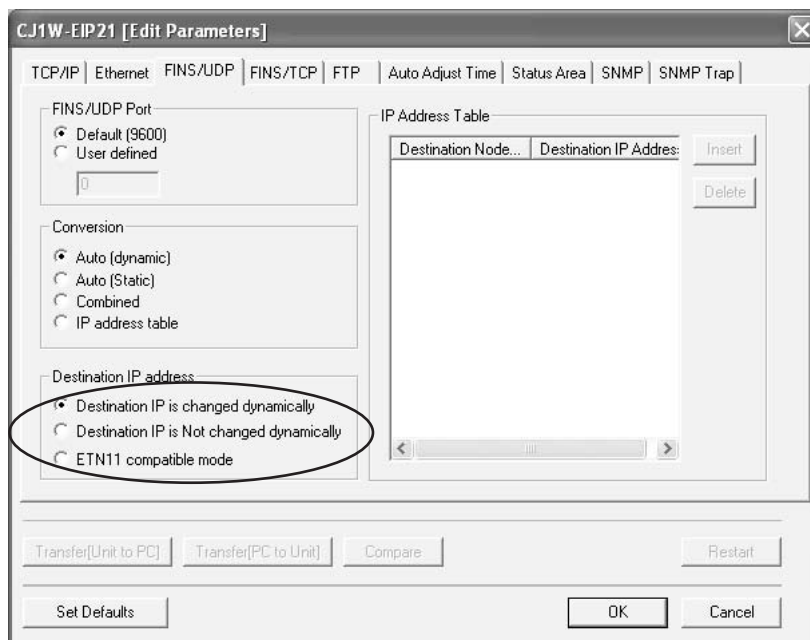 CJ1W-EIP21 [Edit Parameters]
TCP/IP Ethernet FINS/UDP FINS/TCP FTP Auto Adjust Time Status Area SNMP SNMP Trap
FINS/UDP Port
Default (9600)
User defined
0
Conversion
Auto (dynamic)
Auto (Static)
Combined
IP address table
Destination IP address
Destination IP is changed dynamically
Destination IP is Not changed dynamically
ETN11 compatible mode
IP Address Table
Destination Node... Destination IP Addres
Insert
Delete
Transfer[Unit to PC] Transfer[PC to Unit] Compare Restart
Set Defaults OK Cancel